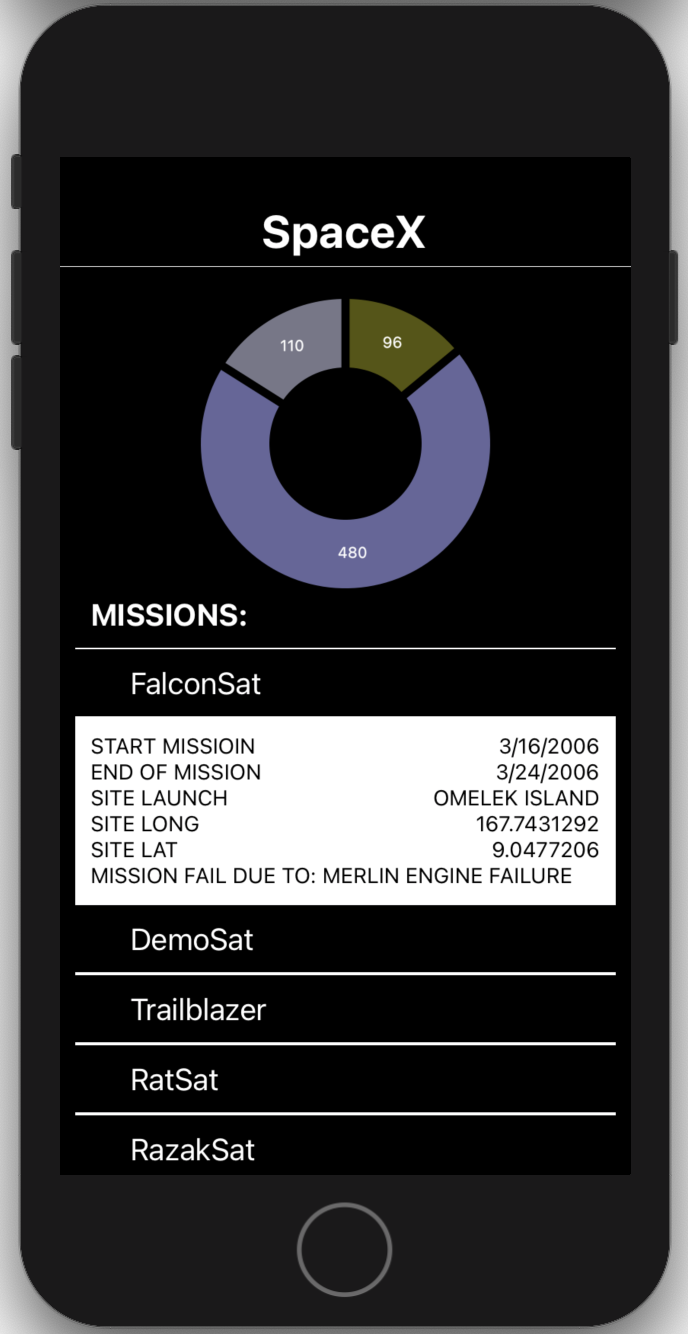 SpaceX
110
96
480
MISSIONS:
FalconSat
START MISSIOIN 3/16/2006
END OF MISSION 3/24/2006
SITE LAUNCH OMELEK ISLAND
SITE LONG 167.7431292
SITE LAT 9.0477206
MISSION FAIL DUE TO: MERLIN ENGINE FAILURE
DemoSat
Trailblazer
RatSat
RazakSat